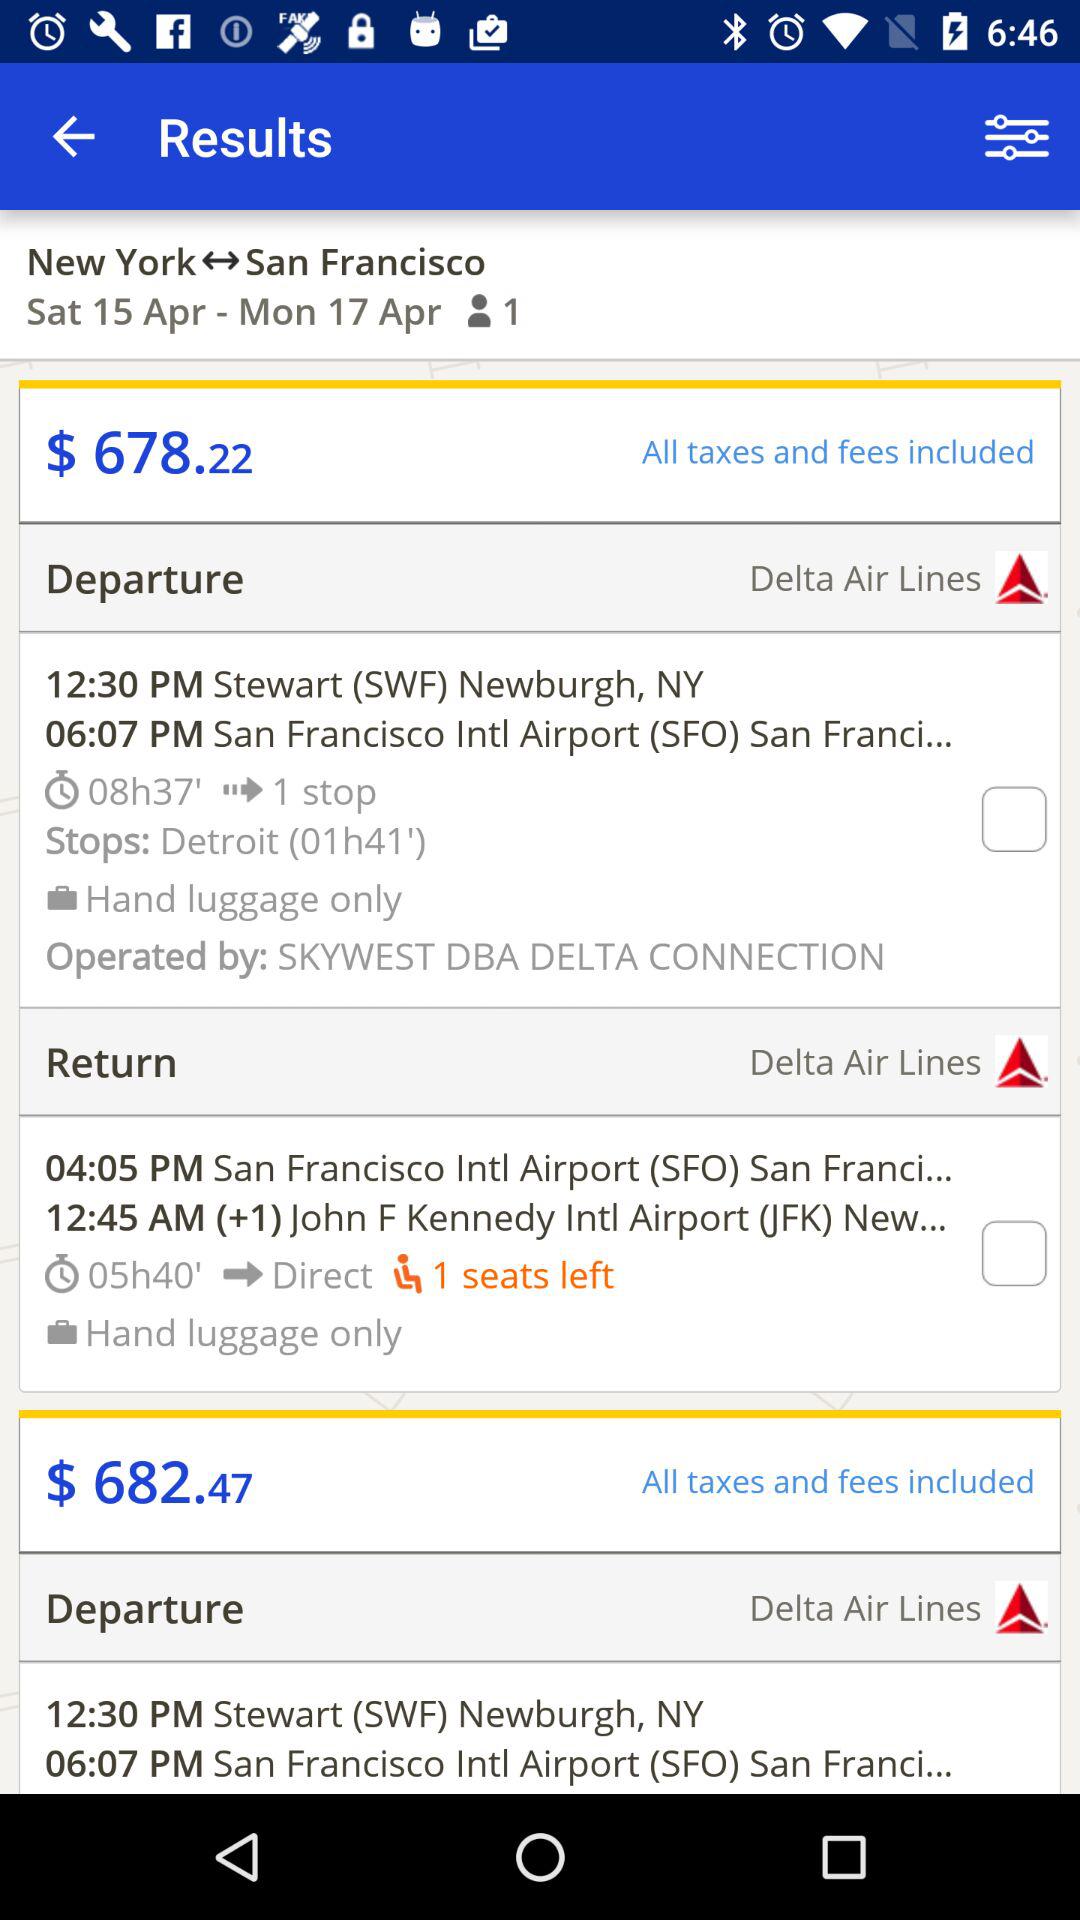 FAKE
6:46
Results
New York San Francisco
Sat 15 Apr - Mon 17 Apr 1
$ 678.22 All taxes and fees included
Departure Delta Air Lines
12:30 PM Stewart (SWF) Newburgh, NY
06:07 PM San Francisco Intl Airport (SFO) San Franci...
08h37' 1 stop
Stops: Detroit (01h41')
Hand luggage only
Operated by: SKYWEST DBA DELTA CONNECTION
Return Delta Air Lines
04:05 PM San Francisco Intl Airport (SFO) San Franci...
12:45 AM (+1) John F Kennedy Intl Airport (JFK) New...
05h40' Direct 1 seats left
Hand luggage only
$ 682.47 All taxes and fees included
Departure Delta Air Lines
12:30 PM Stewart (SWF) Newburgh, NY
06:07 PM San Francisco Intl Airport (SFO) San Franci...